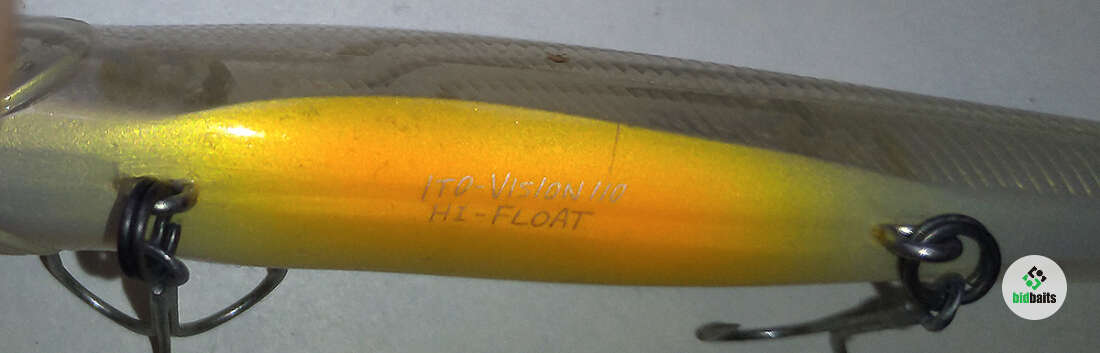 ITO-VISION 110
HI-FLOAT
bidbaits